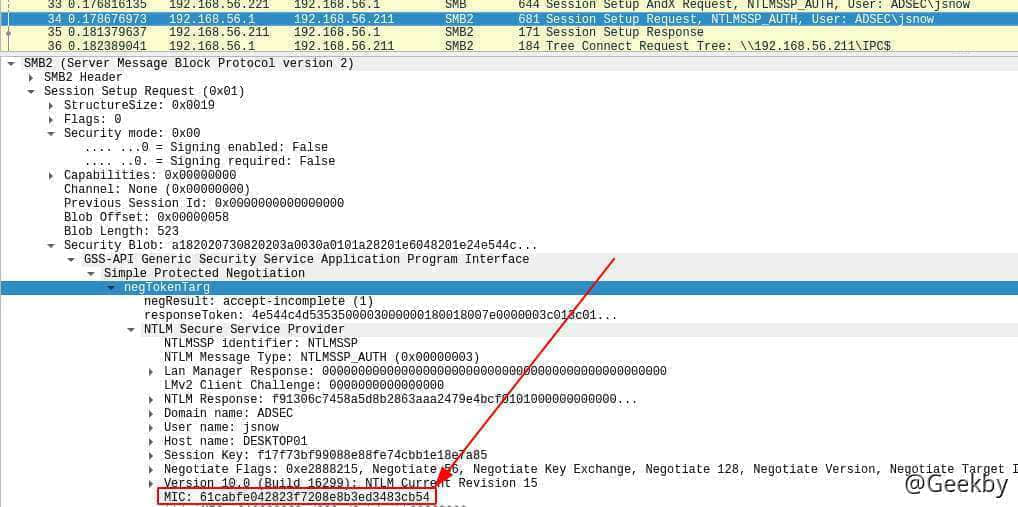 33 0.176816135 192.168.56.221 192.168.56.1 SMB 644 Session Setup AndX Request, NTLMSSP_AUTH, User: ADSEC\jsnow
34 0.178676973 192.168.56.1 192.168.56.211 SMB2 681 Session Setup Request, NTLMSSP_AUTH, User: ADSEC\jsnow
35 0.181379637 192.168.56.211 192.168.56.1 SMB2 171 Session Setup Response
36 0.182389041 192.168.56.1 192.168.56.211 SMB2 184 Tree Connect Request Tree: \\192.168.56.211\IPC$
SMB2 (Server Message Block Protocol version 2)
SMB2 Header
Session Setup Request (0x01)
StructureSize: 0x0019
Flags: 0
Security mode: 0x00
.... ...0 = Signing enabled: False
.... ..0. = Signing required: False
Capabilities: 0x00000000
Channel: None (0x00000000)
Previous Session Id: 0x0000000000000000
Blob Offset: 0x00000058
Blob Length: 523
Security Blob: a182020730820203a0030a0101a28201e6048201e24e544c...
GSS-API Generic Security Service Application Program Interface
Simple Protected Negotiation
negTokenTarg
negResult: accept-incomplete (1)
responseToken: 4e544c4d5353500003000000180018007e0000003c013c01...
NTLM Secure Service Provider
NTLMSSP identifier: NTLMSSP
NTLM Message Type: NTLMSSP_AUTH (0x00000003)
Lan Manager Response: 000000000000000000000000000000000000000000000000
LMv2 Client Challenge: 0000000000000000
NTLM Response: f91306c7458a5d8b2863aaa2479e4bcf0101000000000000...
Domain name: ADSEC
User name: jsnow
Host name: DESKTOP01
Session Key: f17f73bf99088e88fe74cbb1e18e7a85
Negotiate Flags: 0xe2888215, Negotiate 56, Negotiate Key Exchange, Negotiate 128, Negotiate Version, Negotiate Target I
Version 10.0 (Build 16299); NTLM Current Revision 15
MIC: 61cabfe042823f7208e8b3ed3483cb54
@Geekby